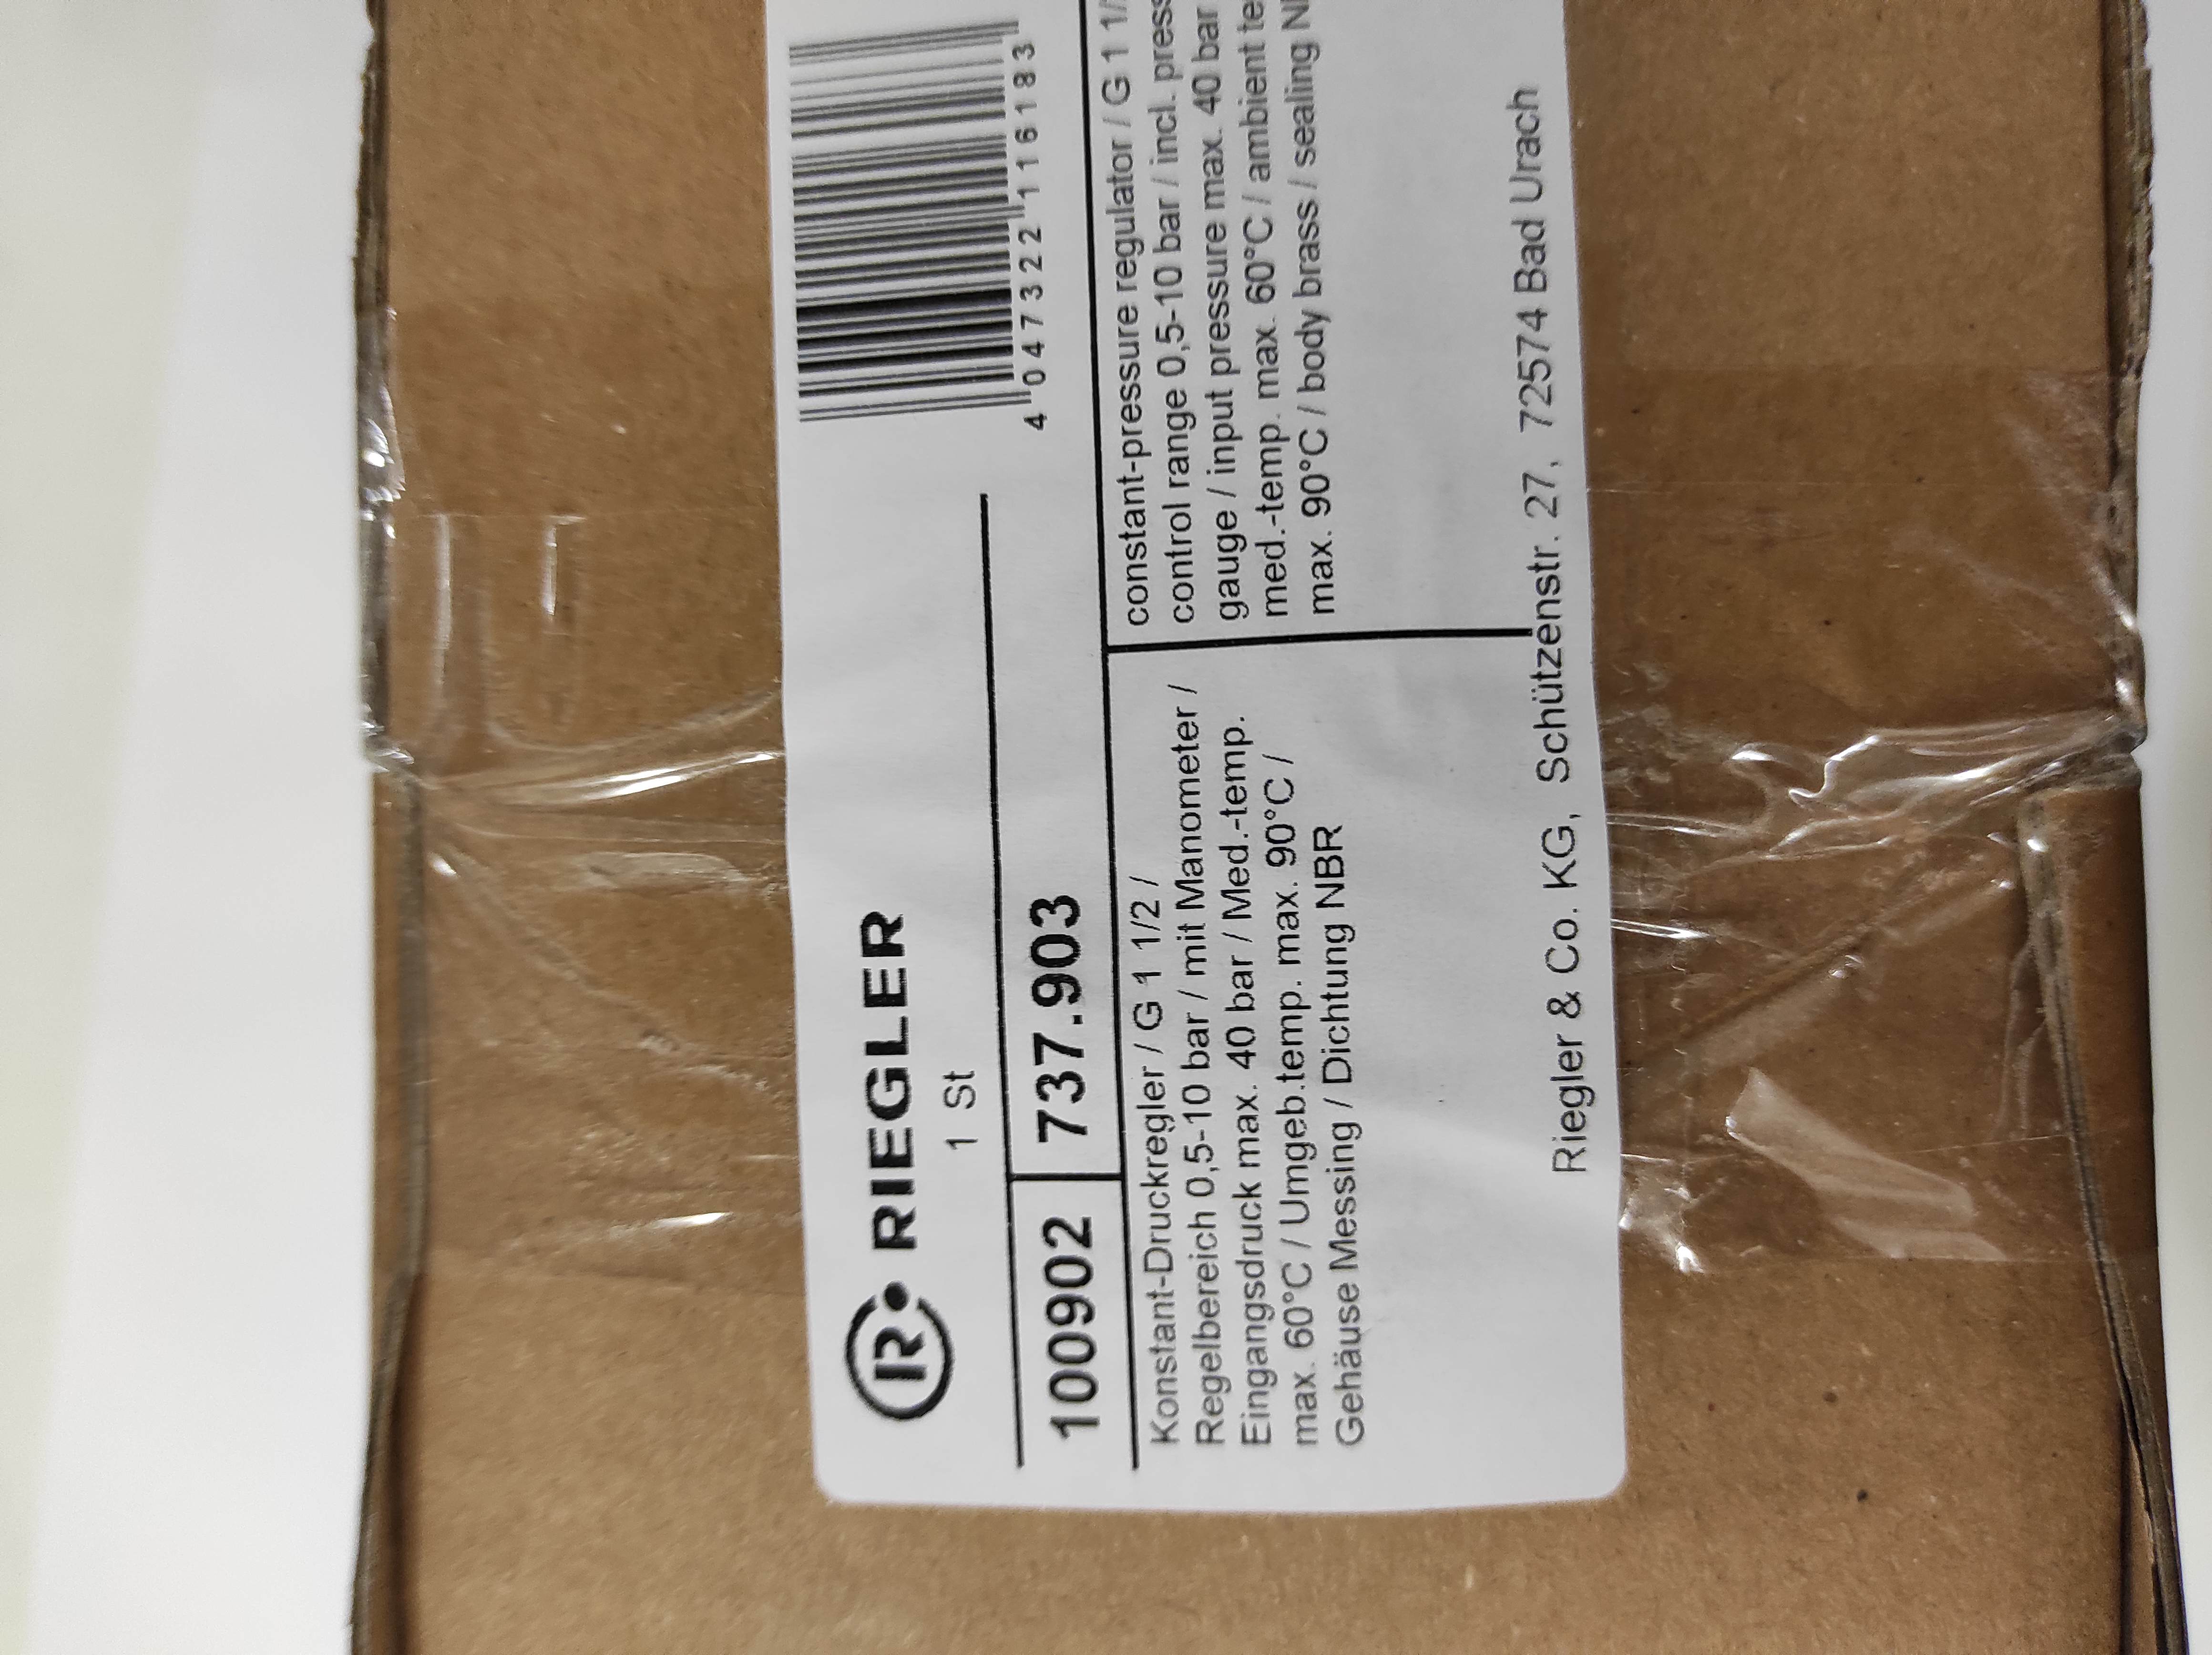 RIEGLER
1 St
4 047322 116183
100902 737.903
Konstant-Druckregler / G 1 1/2 /
Regelbereich 0,5-10 bar / mit Manometer /
Eingangsdruck max. 40 bar / Med.-temp.
max. 60°C / Umgeb.temp. max. 90°C /
Gehäuse Messing / Dichtung NBR
constant-pressure regulator / G 1
control range 0,5-10 bar / incl.
gauge / input pressure max. 40 bar
med.-temp. max. 60°C / ambient
max. 90°C / body brass / sealing
Riegler & Co. KG, Schützenstr. 27, 72574 Bad Urach